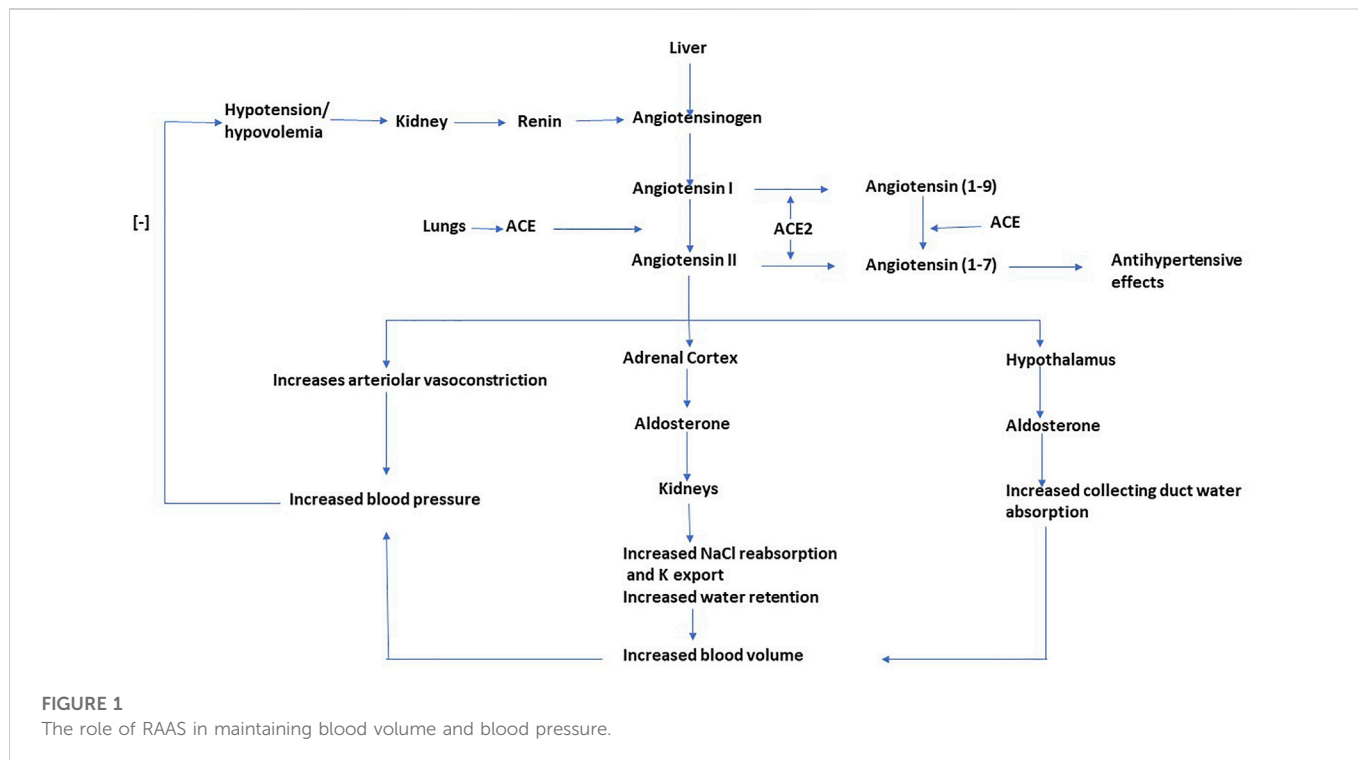 Liver
Hypotension/
hypovolemia
Kidney
Renin
Angiotensinogen
Angiotensin I
Angiotensin (1-9)
[-]
Lungs
ACE
ACE2
ACE
Angiotensin II
Angiotensin (1-7)
Antihypertensive
effects
Increases arteriolar vasoconstriction
Adrenal Cortex
Hypothalamus
Aldosterone
Aldosterone
Increased blood pressure
Kidneys
Increased collecting duct water
absorption
Increased NaCl reabsorption
and K export
Increased water retention
Increased blood volume
FIGURE 1
The role of RAAS in maintaining blood volume and blood pressure.